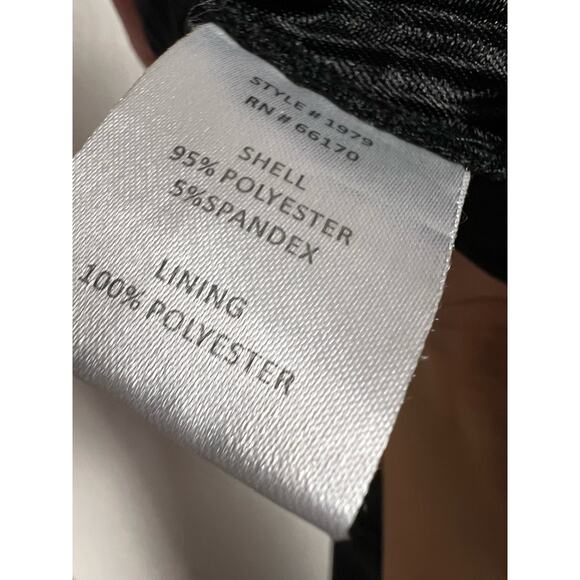 STYLE # 1979
RN # 66170
SHELL
95% POLYESTER
5%SPANDEX
LINING
100% POLYESTER